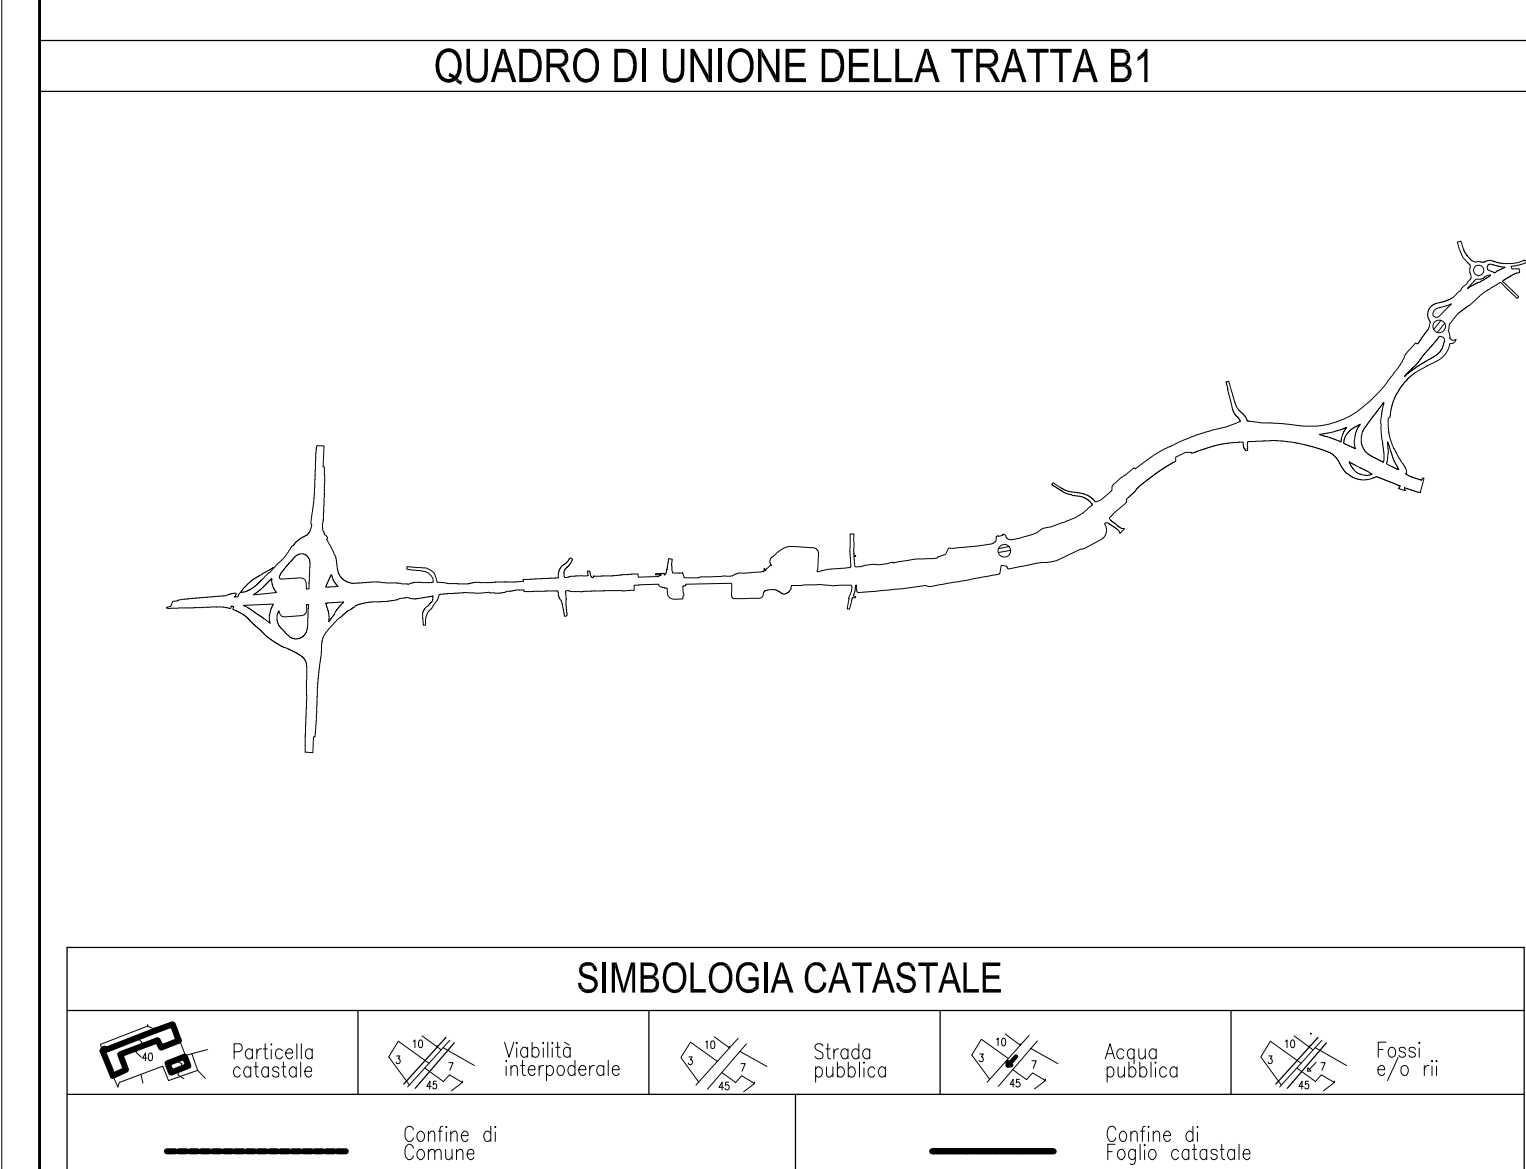 QUADRO DI UNIONE DELLA TRATTA B1
SIMBOLOGIA CATASTALE
40
Particella
catastale
10
3
7
45
Viabilità
interpoderale
10
3
7
45
Strada
pubblica
10
3
7
45
Acqua
pubblica
10
3
7
45
Fossi
e/o rii
Confine di
Comune
Confine di
Foglio catastale